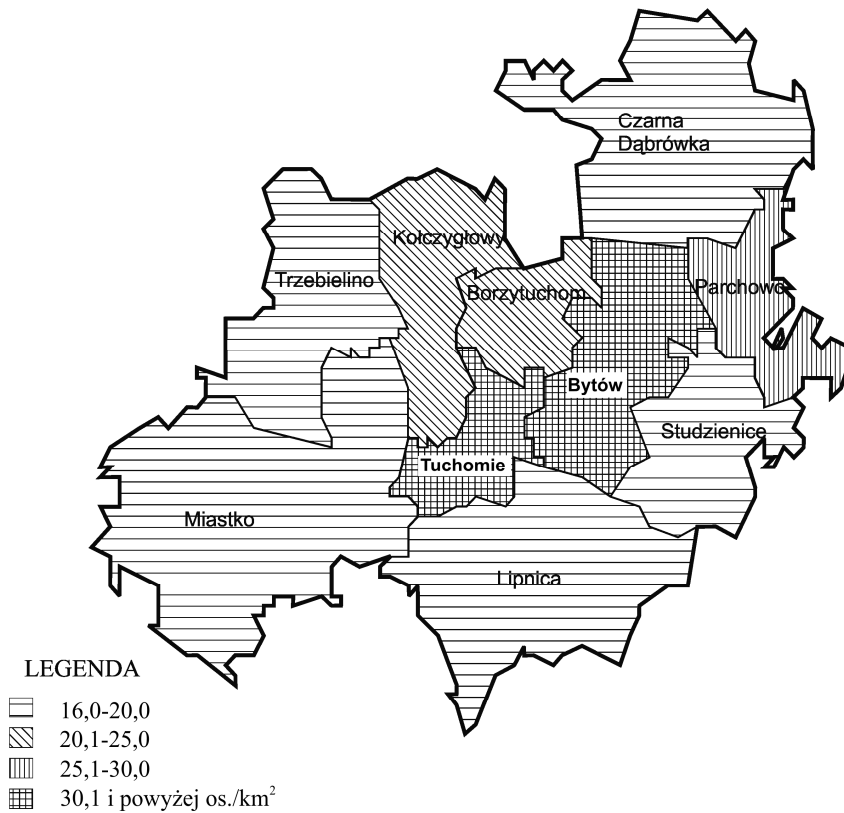 Czarna
Dąbrówka
Kołczygłowy
Trzebielino
Borzytuchom
Parchowo
Bytów
Studzienice
Tuchomie
Miastko
Lipnica
LEGENDA
16,0-20,0
20,1-25,0
25,1-30,0
30,1 i powyżej os./km²